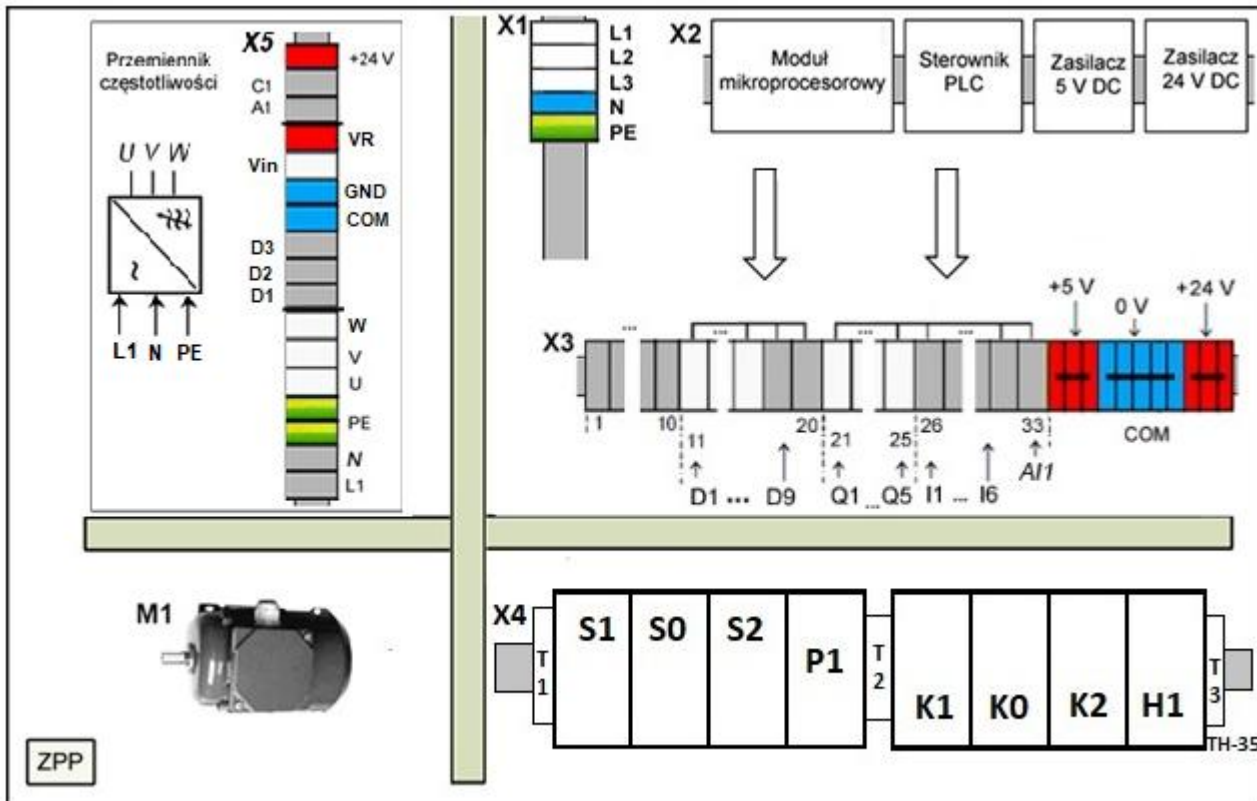 Przemiennik
częstotliwości
U V W
~
L1 N PE
X5
+24 V
C1
A1
VR
Vin
GND
COM
D3
D2
D1
W
V
U
PE
N
L1
X1
L1
L2
L3
N
PE
X2
Moduł
mikroprocesorowy
Sterownik
PLC
Zasilacz
5 V DC
Zasilacz
24 V DC
+5 V
0 V
+24 V
X3
... ... ... ...
1 10 11 20 21 25 26 33
COM
D1 ... D9 Q1 ... Q5 I1 ... I6 AI1
M1
ZPP
X4
T1
S1
S0
S2
P1
T2
K1
K0
K2
H1
T3
TH-35